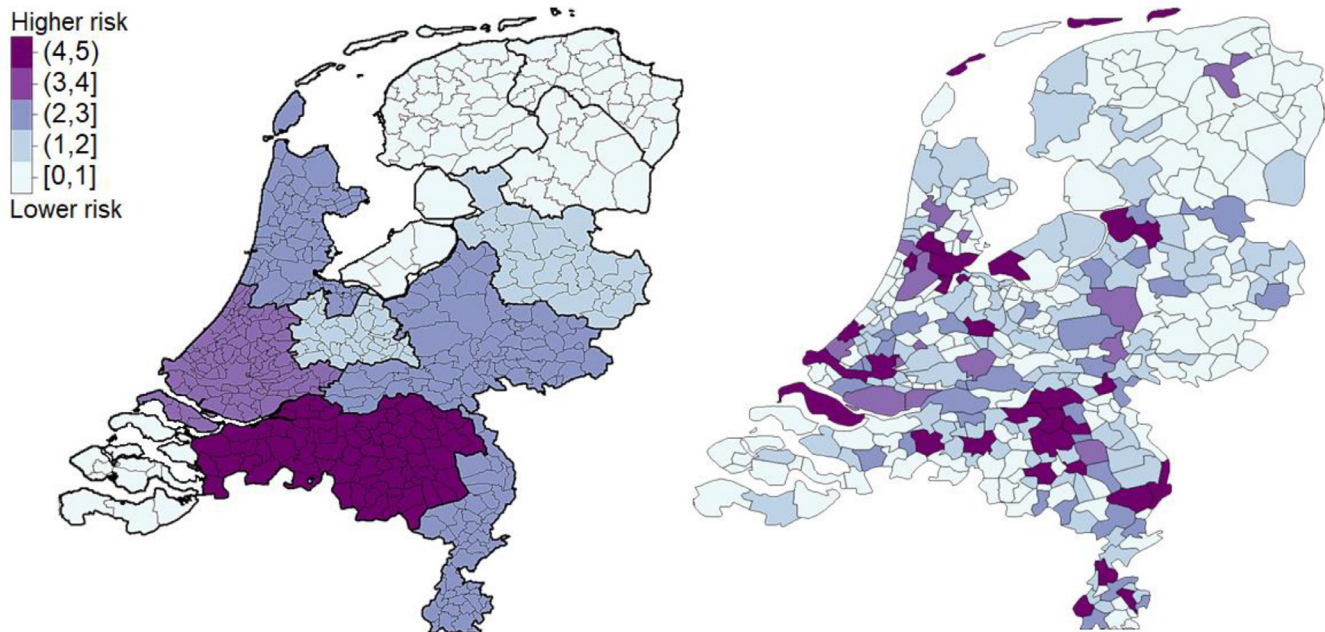 Higher risk
(4,5)
(3,4]
(2,3]
(1,2]
[0,1]
Lower risk